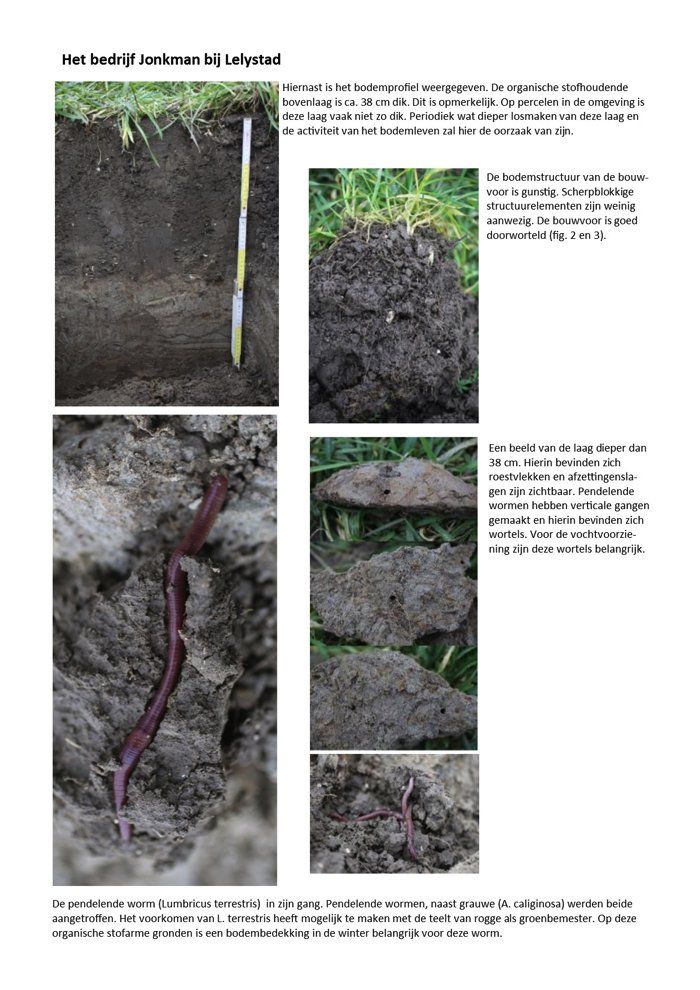 Het bedrijf Jonkman bij Lelystad
Hiernast is het bodemprofiel weergegeven. De organische stofhoudende
bovenlaag is ca. 38 cm dik. Dit is opmerkelijk. Op percelen in de omgeving is
deze laag vaak niet zo dik. Periodiek wat dieper losmaken van deze laag en
de activiteit van het bodemleven zal hier de oorzaak van zijn.
De bodemstructuur van de bouw-
voor is gunstig. Scherpblokkige
structuurelementen zijn weinig
aanwezig. De bouwvoor is goed
doorworteld (fig. 2 en 3).
Een beeld van de laag dieper dan
38 cm. Hierin bevinden zich
roestvlekken en afzettingensla-
gen zijn zichtbaar. Pendelende
wormen hebben verticale gangen
gemaakt en hierin bevinden zich
wortels. Voor de vochtvoorzie-
ning zijn deze wortels belangrijk.
De pendelende worm (Lumbricus terrestris) in zijn gang. Pendelende wormen, naast grauwe (A. caliginosa) werden beide
aangetroffen. Het voorkomen van L. terrestris heeft mogelijk te maken met de teelt van rogge als groenbemester. Op deze
organische stofarme gronden is een bodembedekking in de winter belangrijk voor deze worm.